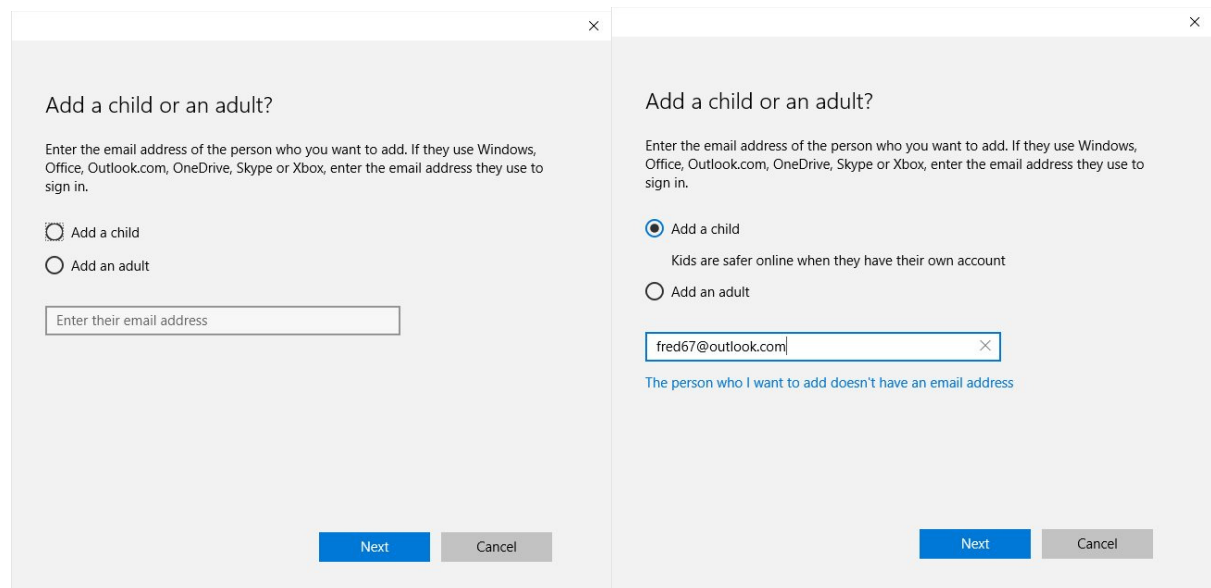 Add a child or an adult?
Enter the email address of the person who you want to add. If they use Windows,
Office, Outlook.com, OneDrive, Skype or Xbox, enter the email address they use to
sign in.
Add a child
Add an adult
Enter their email address
Next
Cancel
Add a child or an adult?
Enter the email address of the person who you want to add. If they use Windows,
Office, Outlook.com, OneDrive, Skype or Xbox, enter the email address they use to
sign in.
Add a child
Kids are safer online when they have their own account
Add an adult
fred67@outlook.com
The person who I want to add doesn't have an email address
Next
Cancel